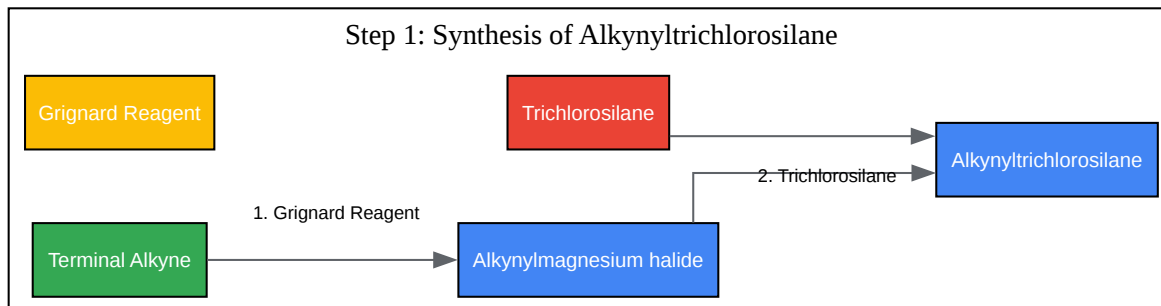 Step 1: Synthesis of Alkynyltrichlorosilane
Grignard Reagent
Trichlorosilane
Alkynyltrichlorosilane
2. Trichlorosilane
1. Grignard Reagent
Terminal Alkyne
Alkynylmagnesium halide